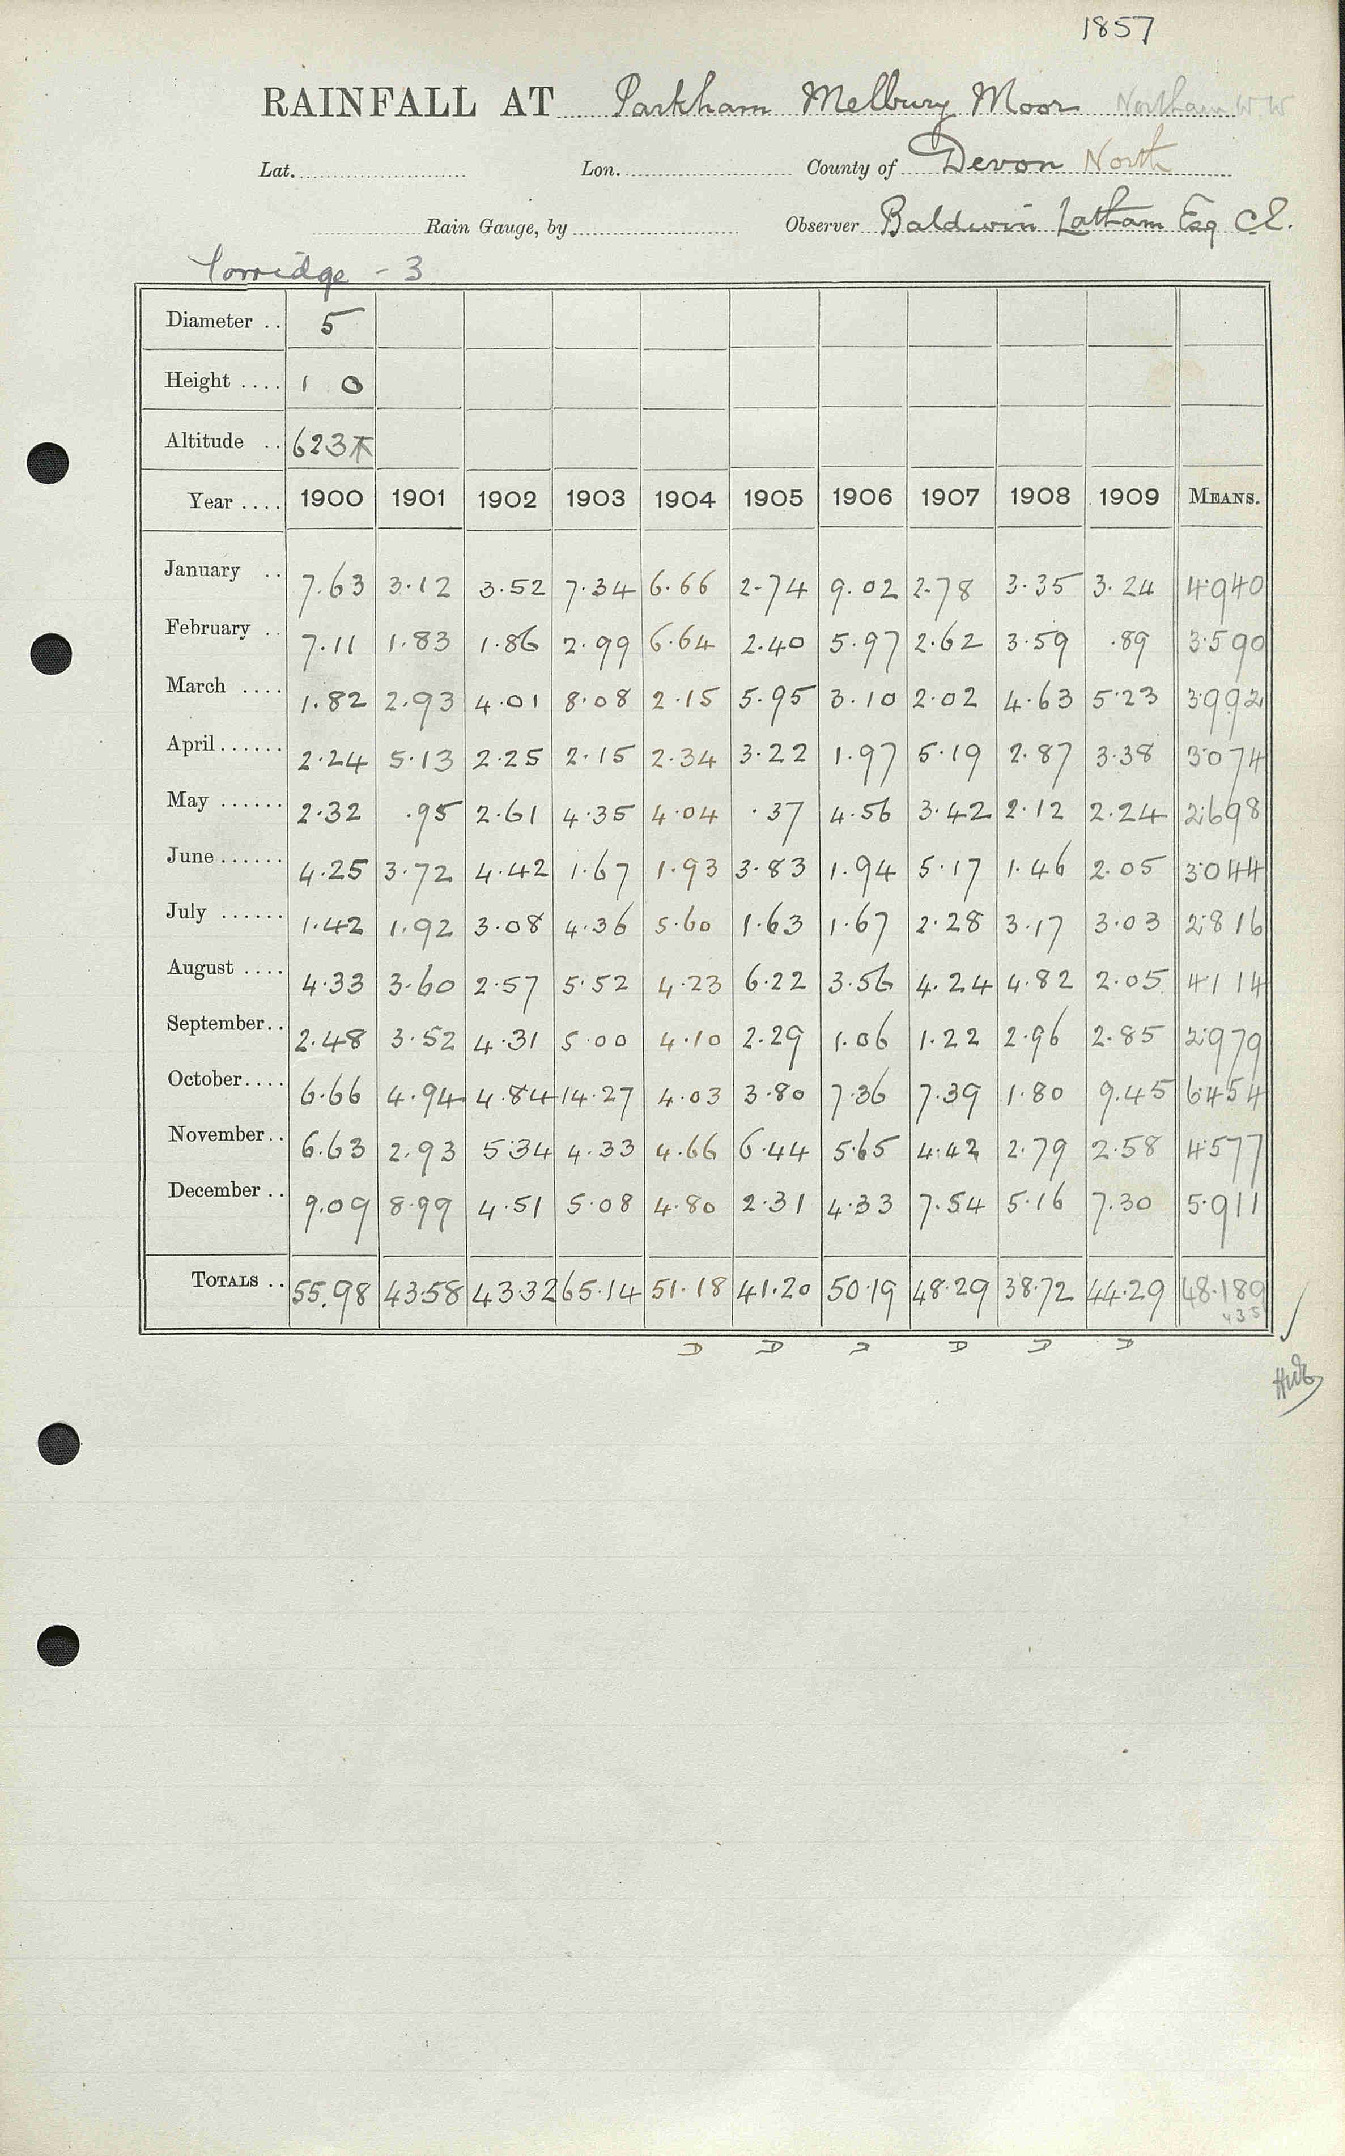 1857
RAINFALL AT Parkham Melbury Moor Northam W.W
Lat. Lon. County of Devon North
Rain Gauge, by Observer Baldwin Latham Esq C.E.
Torridge - 3
Diameter .. 5
Height .... 1 0
Altitude .. 623
Year .... 1900 1901 1902 1903 1904 1905 1906 1907 1908 1909 MEANS.
January .. 7.63 3.12 3.52 7.34 6.66 2.74 9.02 2.78 3.35 3.24 4.940
February .. 7.11 1.83 1.86 2.99 6.64 2.40 5.97 2.62 3.59 .89 3.590
March .... 1.82 2.93 4.01 8.08 2.15 5.95 3.10 2.02 4.63 5.23 3.992
April...... 2.24 5.13 2.25 2.15 2.34 3.22 1.97 5.19 2.87 3.38 3.074
May ...... 2.32 .95 2.61 4.35 4.04 .37 4.56 3.42 2.12 2.24 2.698
June...... 4.25 3.72 4.42 1.67 1.93 3.83 1.94 5.17 1.46 2.05 3.044
July ...... 1.42 1.92 3.08 4.36 5.60 1.63 1.67 2.28 3.17 3.03 2.816
August .... 4.33 3.60 2.57 5.52 4.23 6.22 3.56 4.24 4.82 2.05 4.114
September.. 2.48 3.52 4.31 5.00 4.10 2.29 1.06 1.22 2.96 2.85 2.979
October.... 6.66 4.94 4.84 14.27 4.03 3.80 7.36 7.39 1.80 9.45 6.454
November.. 6.63 2.93 5.34 4.33 4.66 6.44 5.65 4.42 2.79 2.58 4.577
December .. 9.09 8.99 4.51 5.08 4.80 2.31 4.33 7.54 5.16 7.30 5.911
TOTALS .. 55.98 43.58 43.32 65.14 51.18 41.20 50.19 48.29 38.72 44.29 48.189
D D D D D D